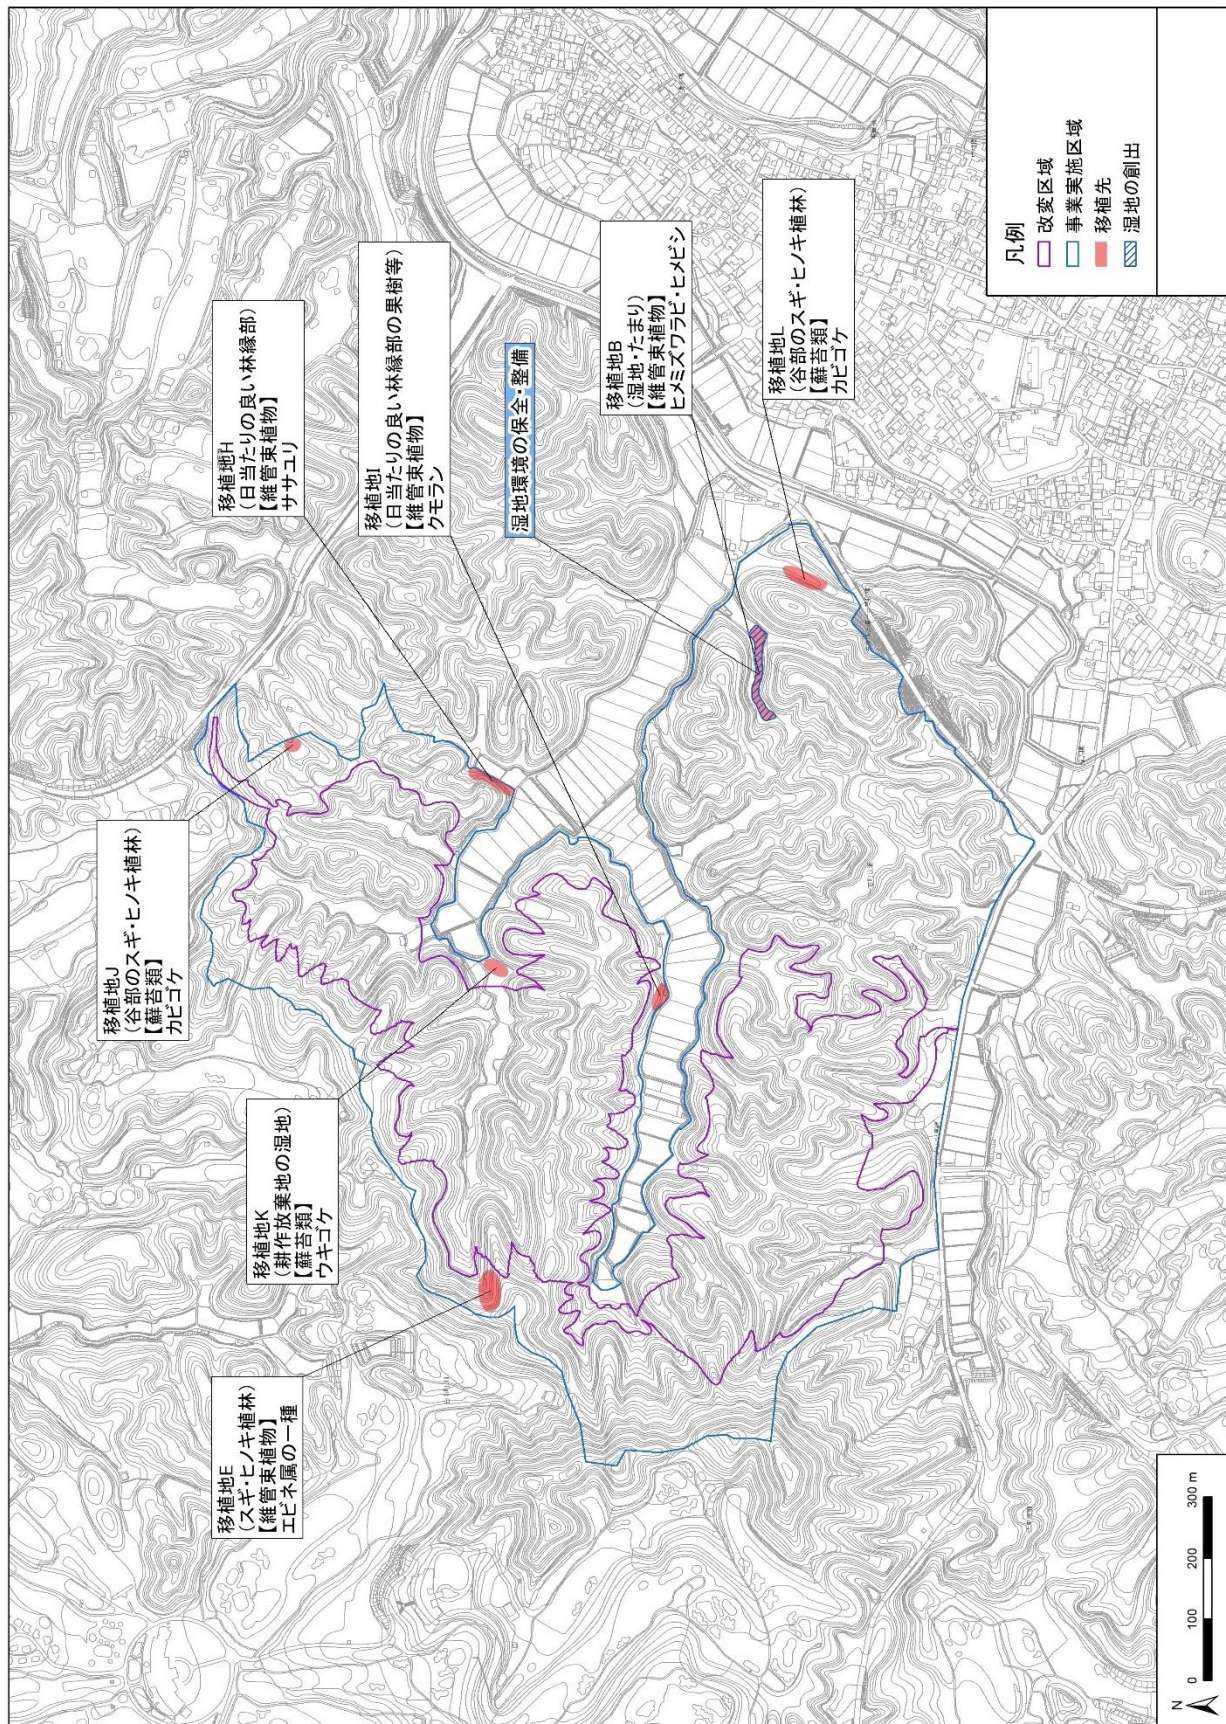 移植地E
(スギ・ヒノキ植林)
【維管束植物】
エビネ属の一種
移植地K
(耕作放棄地の湿地)
【蘚苔類】
ウキゴケ
移植地J
(谷部のスギ・ヒノキ植林)
【蘚苔類】
カビゴケ
移植地H
(日当たりの良い林縁部)
【維管束植物】
ササユリ
移植地I
(日当たりの良い林縁部の果樹等)
【維管束植物】
クモラン
湿地環境の保全・整備
移植地B
(湿地・たまり)
【維管束植物】
ヒメミズワラビ・ヒメビシ
移植地L
(谷部のスギ・ヒノキ植林)
【蘚苔類】
カビゴケ
凡例
改変区域
事業実施区域
移植先
湿地の創出
N
0 100 200 300 m